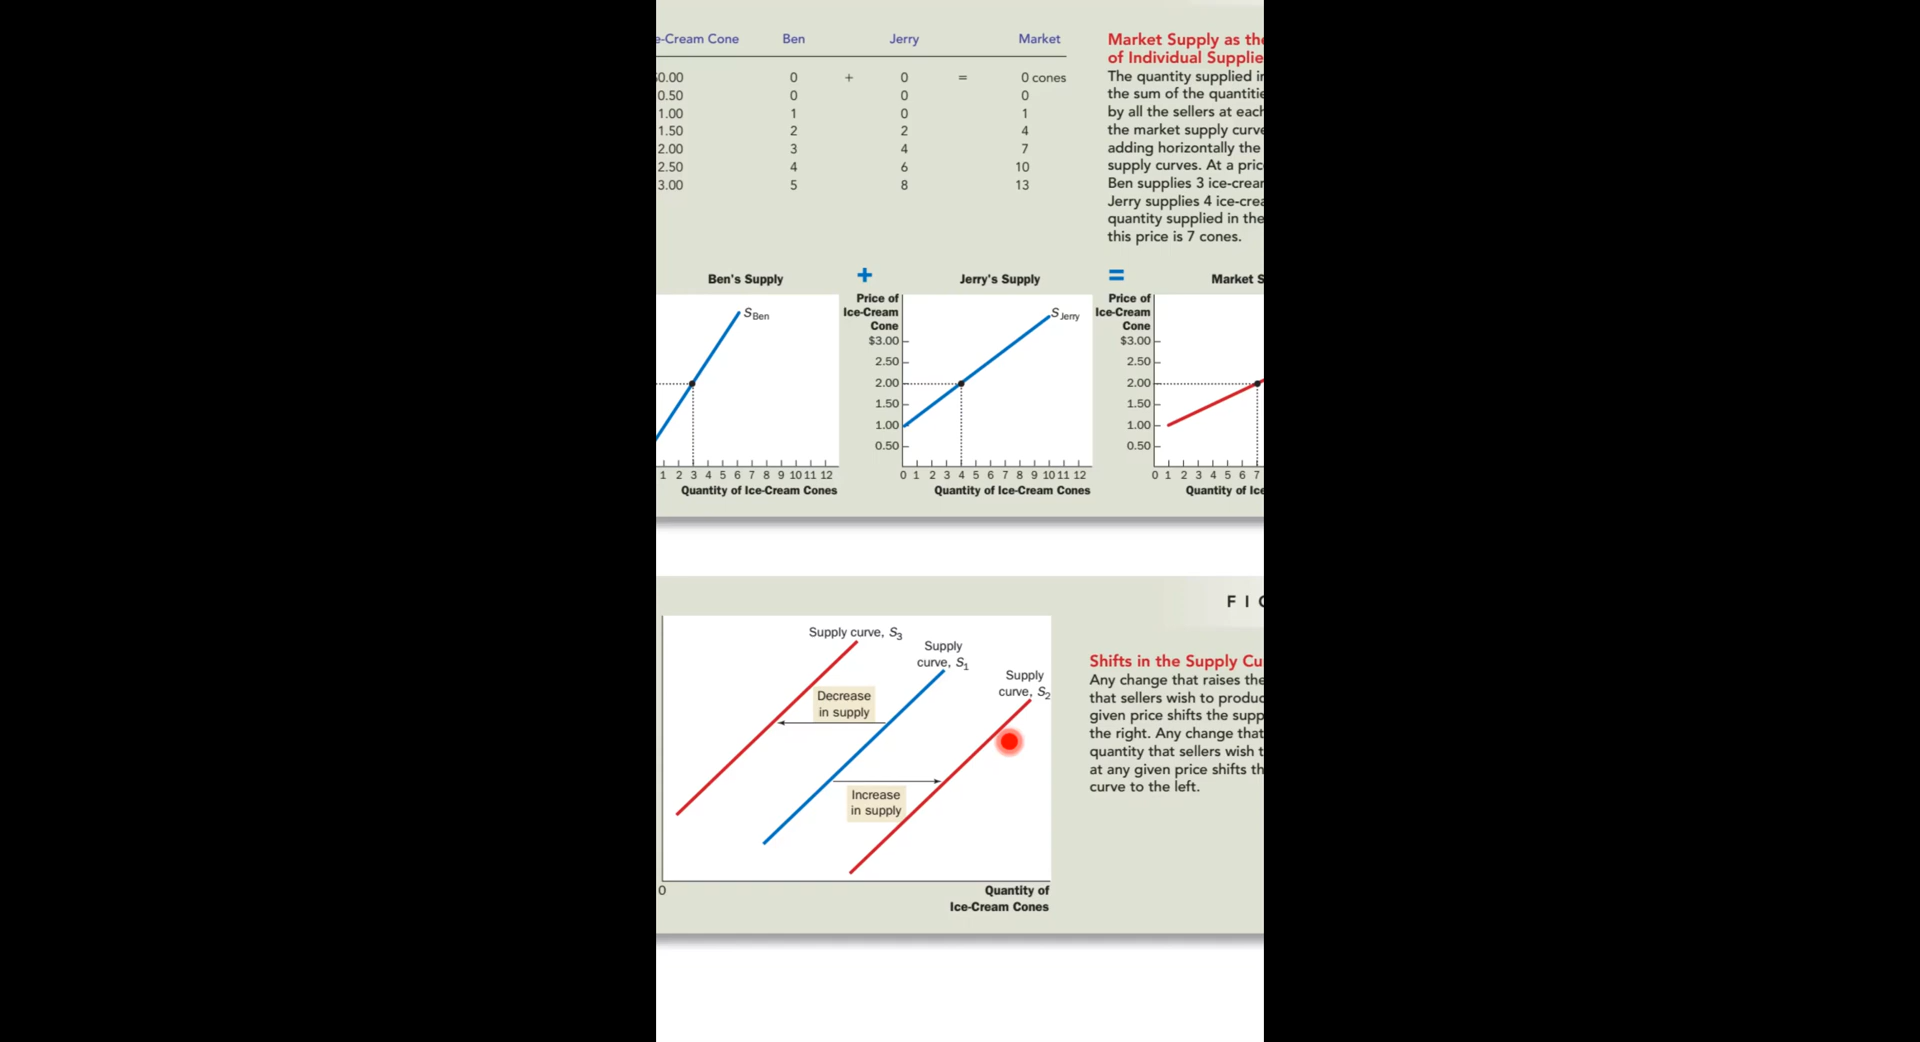 e-Cream Cone Ben Jerry Market
0.00 0 + 0 = 0 cones
0.50 0 0 0
1.00 1 0 1
1.50 2 2 4
2.00 3 4 7
2.50 4 6 10
3.00 5 8 13
Market Supply as the
of Individual Supplie
The quantity supplied in
the sum of the quantitie
by all the sellers at each
the market supply curve
adding horizontally the
supply curves. At a pric
Ben supplies 3 ice-crear
Jerry supplies 4 ice-crea
quantity supplied in the
this price is 7 cones.
Ben's Supply + Jerry's Supply = Market S
S Ben
1 2 3 4 5 6 7 8 9 10 11 12
Quantity of Ice-Cream Cones
Price of
Ice-Cream
Cone
$3.00
2.50
2.00
1.50
1.00
0.50
S Jerry
0 1 2 3 4 5 6 7 8 9 10 11 12
Quantity of Ice-Cream Cones
Price of
Ice-Cream
Cone
$3.00
2.50
2.00
1.50
1.00
0.50
0 1 2 3 4 5 6 7
Quantity of Ice
F I G
Supply curve, S3
Supply
curve, S1
Supply
curve, S2
Decrease
in supply
Increase
in supply
0
Quantity of
Ice-Cream Cones
Shifts in the Supply Cu
Any change that raises the
that sellers wish to produc
given price shifts the supp
the right. Any change that
quantity that sellers wish t
at any given price shifts th
curve to the left.